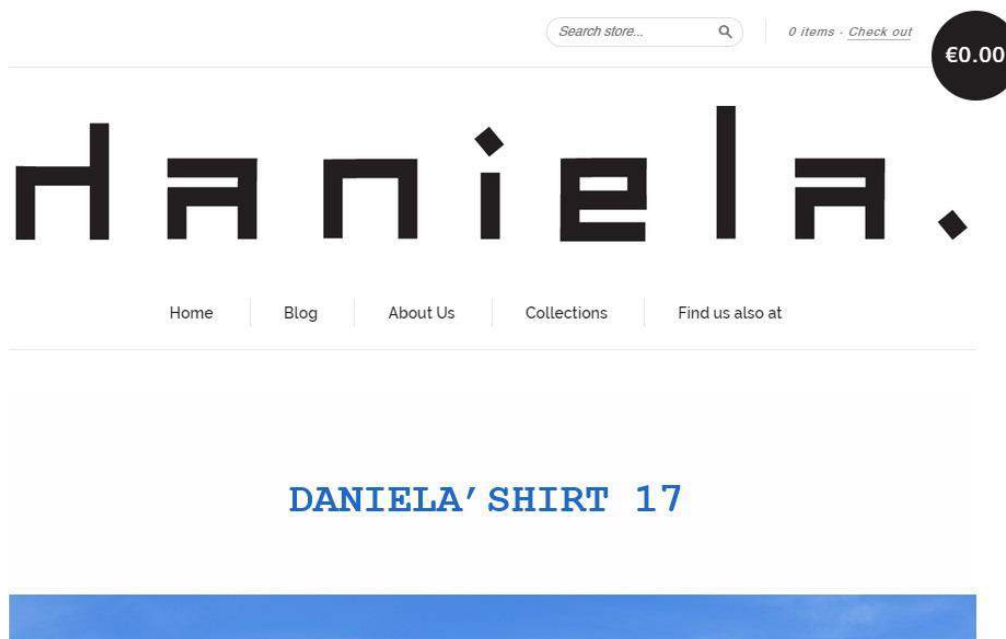 Search store...
0 items · Check out
€0.00
daniela.
Home
Blog
About Us
Collections
Find us also at
DANIELA'SHIRT 17